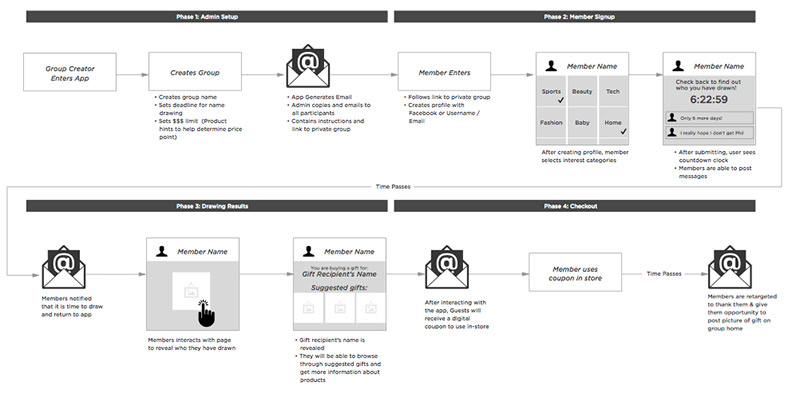 Phase 1: Admin Setup
Phase 2: Member Signup
Group Creator
Enters App
Creates Group
@
Member Enters
Member Name
Sports
Beauty
Tech
Fashion
Baby
Home
Member Name
Check back to find out
who you have drawn!
6:22:59
Only 6 more days!
I really hope I don't get Phil
• Creates group name
• Sets deadline for name
drawing
• Sets $$$ limit (Product
hints to help determine price
point)
• App Generates Email
• Admin copies and emails to
all participants
• Contains instructions and
link to private group
• Follows link to private group
• Creates profile with
Facebook or Username /
Email
After creating profile, member
selects interest categories
• After submitting, user sees
countdown clock
• Members are able to post
messages
Time Passes
Phase 3: Drawing Results
Phase 4: Checkout
@
Members notified
that it is time to draw
and return to app
Member Name
Members interacts with page
to reveal who they have drawn
Member Name
You are buying a gift for:
Gift Recipient's Name
Suggested gifts:
• Gift recipient's name is
revealed
• They will be able to browse
through suggested gifts and
get more information about
products
@
After interacting with
the app, Guests will
receive a digital
coupon to use in-store
Member uses
coupon in store
Time Passes
@
Members are retargeted
to thank them & give
them opportunity to
post picture of gift on
group home